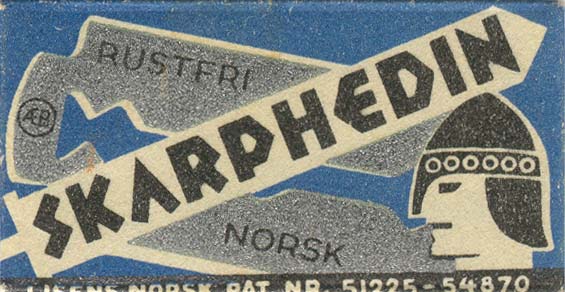 RUSTFRI
ÆB
SKARPHEDIN
NORSK
LISENS NORSK PAT. NR. 51225-54870